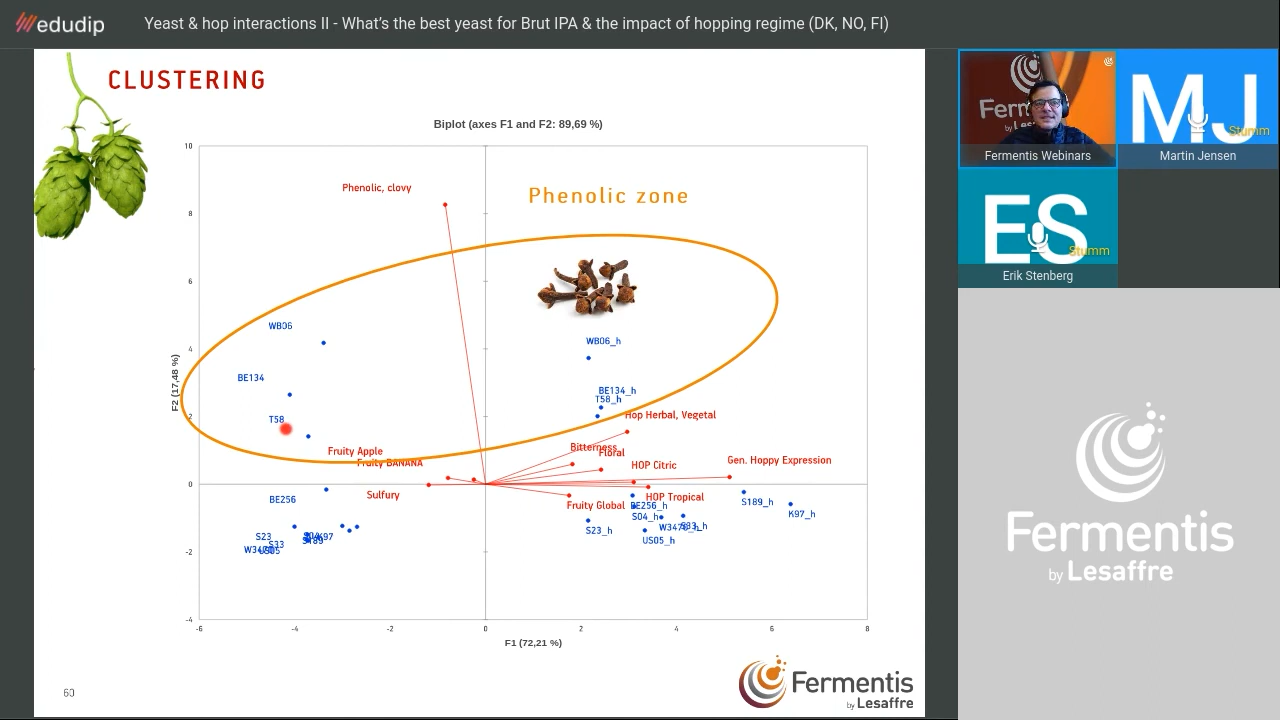 edudip
Yeast & hop interactions II - What's the best yeast for Brut IPA & the impact of hopping regime (DK, NO, FI)
CLUSTERING
Biplot (axes F1 and F2: 89,69 %)
Phenolic zone
Phenolic, clovy
WB06
BE134
T58
WB06_h
BE134_h
T58_h
Hop Herbal, Vegetal
Bitterness
Floral
Fruity Apple
Fruity BANANA
HOP Citric
Gen. Hoppy Expression
Sulfury
HOP Tropical
Fruity Global
BE256
BE256_h
S189_h
K97_h
S04_h
S23_h
S33_h
US05_h
S23
S33
K97
F2 (17,48 %)
10
8
6
4
2
0
-2
-4
-6
-4
-2
0
2
4
6
8
F1 (72,21 %)
60
Fermentis
by Lesaffre
Fermentis
by Le
Fermentis Webinars
MJ
Stumm
Martin Jensen
ES
Stumm
Erik Stenberg
Fermentis
by Lesaffre